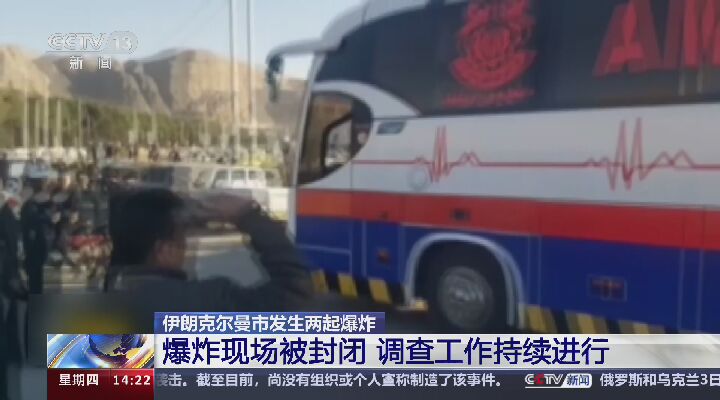 CCTV 13
新闻
AM
伊朗克尔曼市发生两起爆炸
爆炸现场被封闭 调查工作持续进行
星期四 14:22 袭击。截至目前，尚没有组织或个人宣称制造了该事件。 CCTV新闻 俄罗斯和乌克兰3日